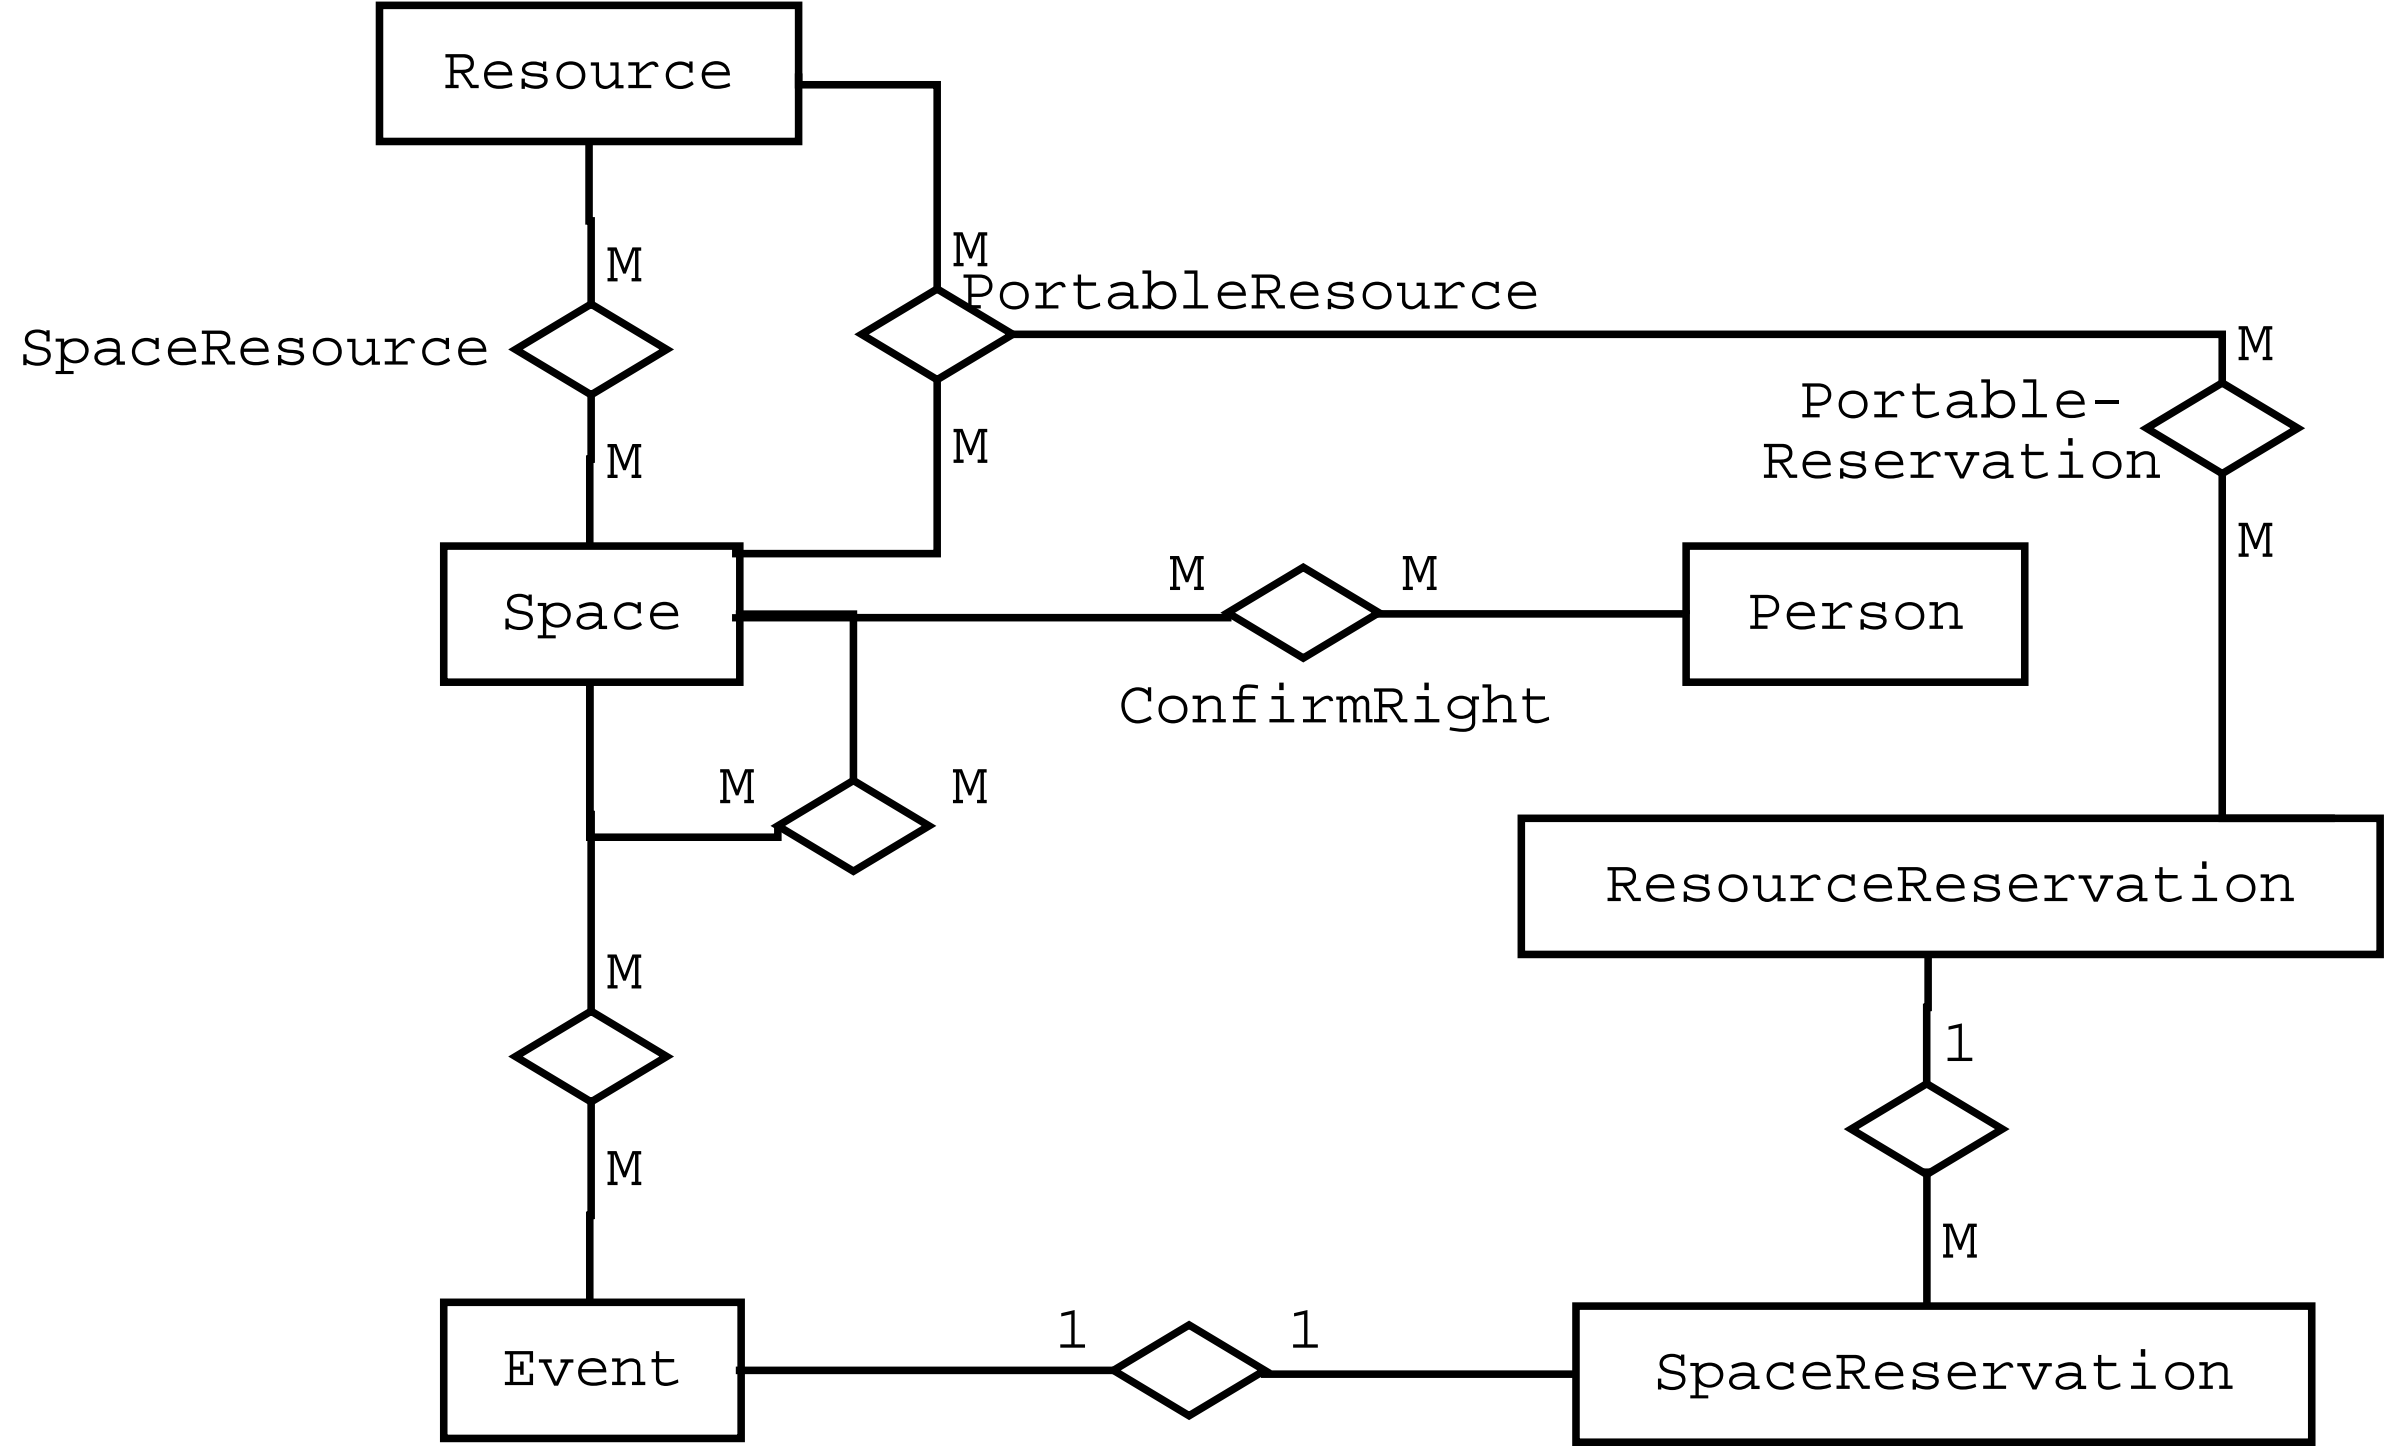 Resource
M
M
PortableResource
SpaceResource
M
Portable-
Reservation
M
M
M
M
Space
M
M
Person
ConfirmRight
M
M
ResourceReservation
M
1
M
M
Event
1
1
SpaceReservation